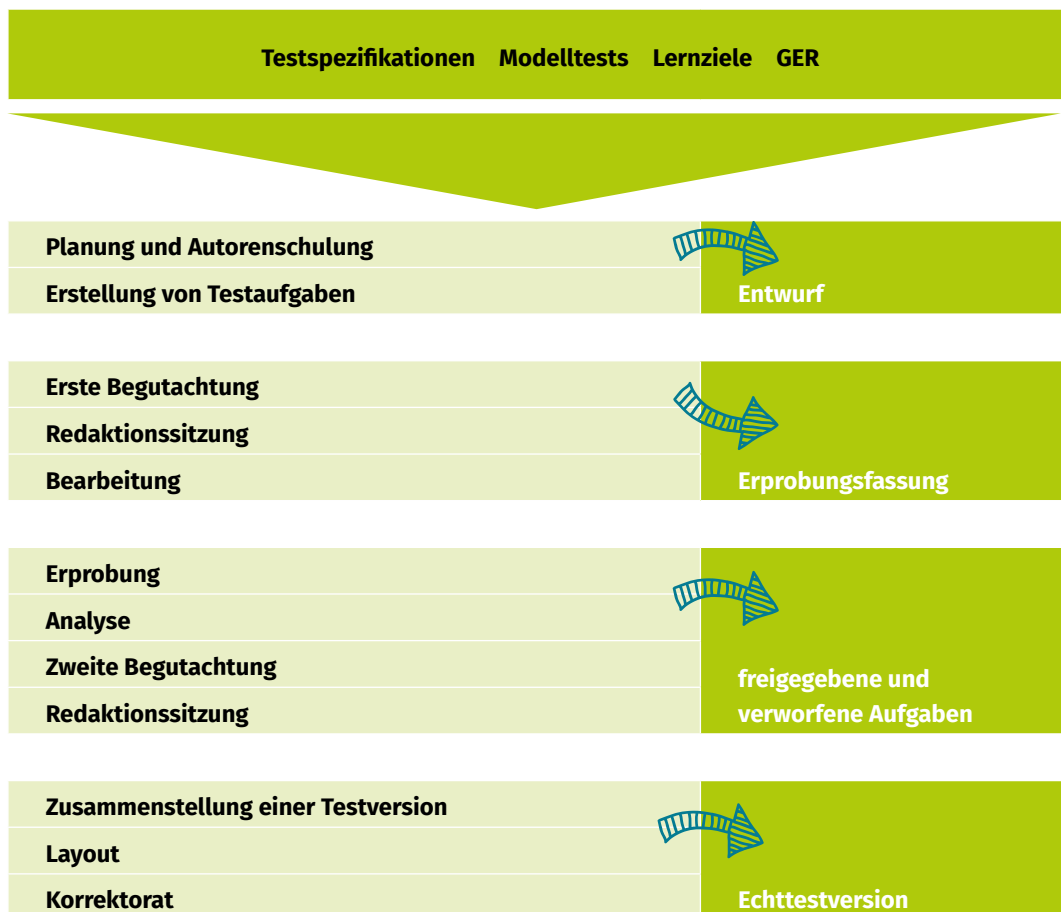 Testspezifikationen Modelltests Lernziele GER
Planung und Autorenschulung
Erstellung von Testaufgaben
Entwurf
Erste Begutachtung
Redaktionssitzung
Bearbeitung
Erprobungsfassung
Erprobung
Analyse
Zweite Begutachtung
Redaktionssitzung
freigegebene und
verworfene Aufgaben
Zusammenstellung einer Testversion
Layout
Korrektorat
Echttestversion